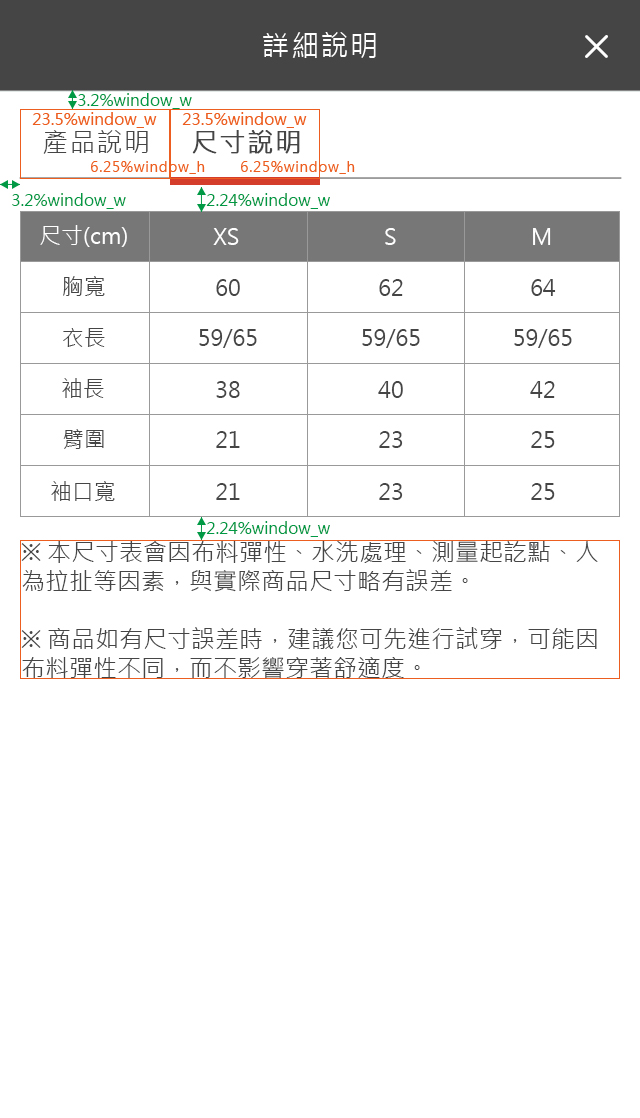 詳細說明
3.2%window_w
23.5%window_w 23.5%window_w
產品說明 尺寸說明
6.25%window_h 6.25%window_h
3.2%window_w 2.24%window_w
尺寸(cm) XS S M
胸寬 60 62 64
衣長 59/65 59/65 59/65
袖長 38 40 42
臂圍 21 23 25
袖口寬 21 23 25
2.24%window_w
※ 本尺寸表會因布料彈性、水洗處理、測量起訖點、人
為拉扯等因素，與實際商品尺寸略有誤差。
※ 商品如有尺寸誤差時，建議您可先進行試穿，可能因
布料彈性不同，而不影響穿著舒適度。